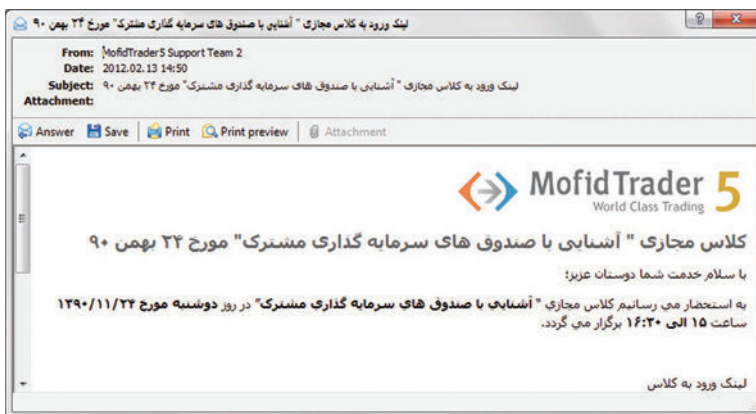 لینک ورود به کلاس مجازی " آشنایی با صندوق های سرمایه گذاری مشترک" مورخ ۲۴ بهمن ۹۰
From: MofidTrader5 Support Team 2
Date: 2012.02.13 14:50
Subject: لینک ورود به کلاس مجازی " آشنایی با صندوق های سرمایه گذاری مشترک" مورخ ۲۴ بهمن ۹۰
Attachment:
Answer Save Print Print preview Attachment
MofidTrader 5
World Class Trading
کلاس مجازی " آشنایی با صندوق های سرمایه گذاری مشترک" مورخ ۲۴ بهمن ۹۰
با سلام خدمت شما دوستان عزیز؛
به استحضار می رسانیم کلاس مجازی " آشنایی با صندوق های سرمایه گذاری مشترک" در روز دوشنبه مورخ ۱۳۹۰/۱۱/۲۴
ساعت ۱۵ الی ۱۶:۳۰ برگزار می گردد.
لینک ورود به کلاس